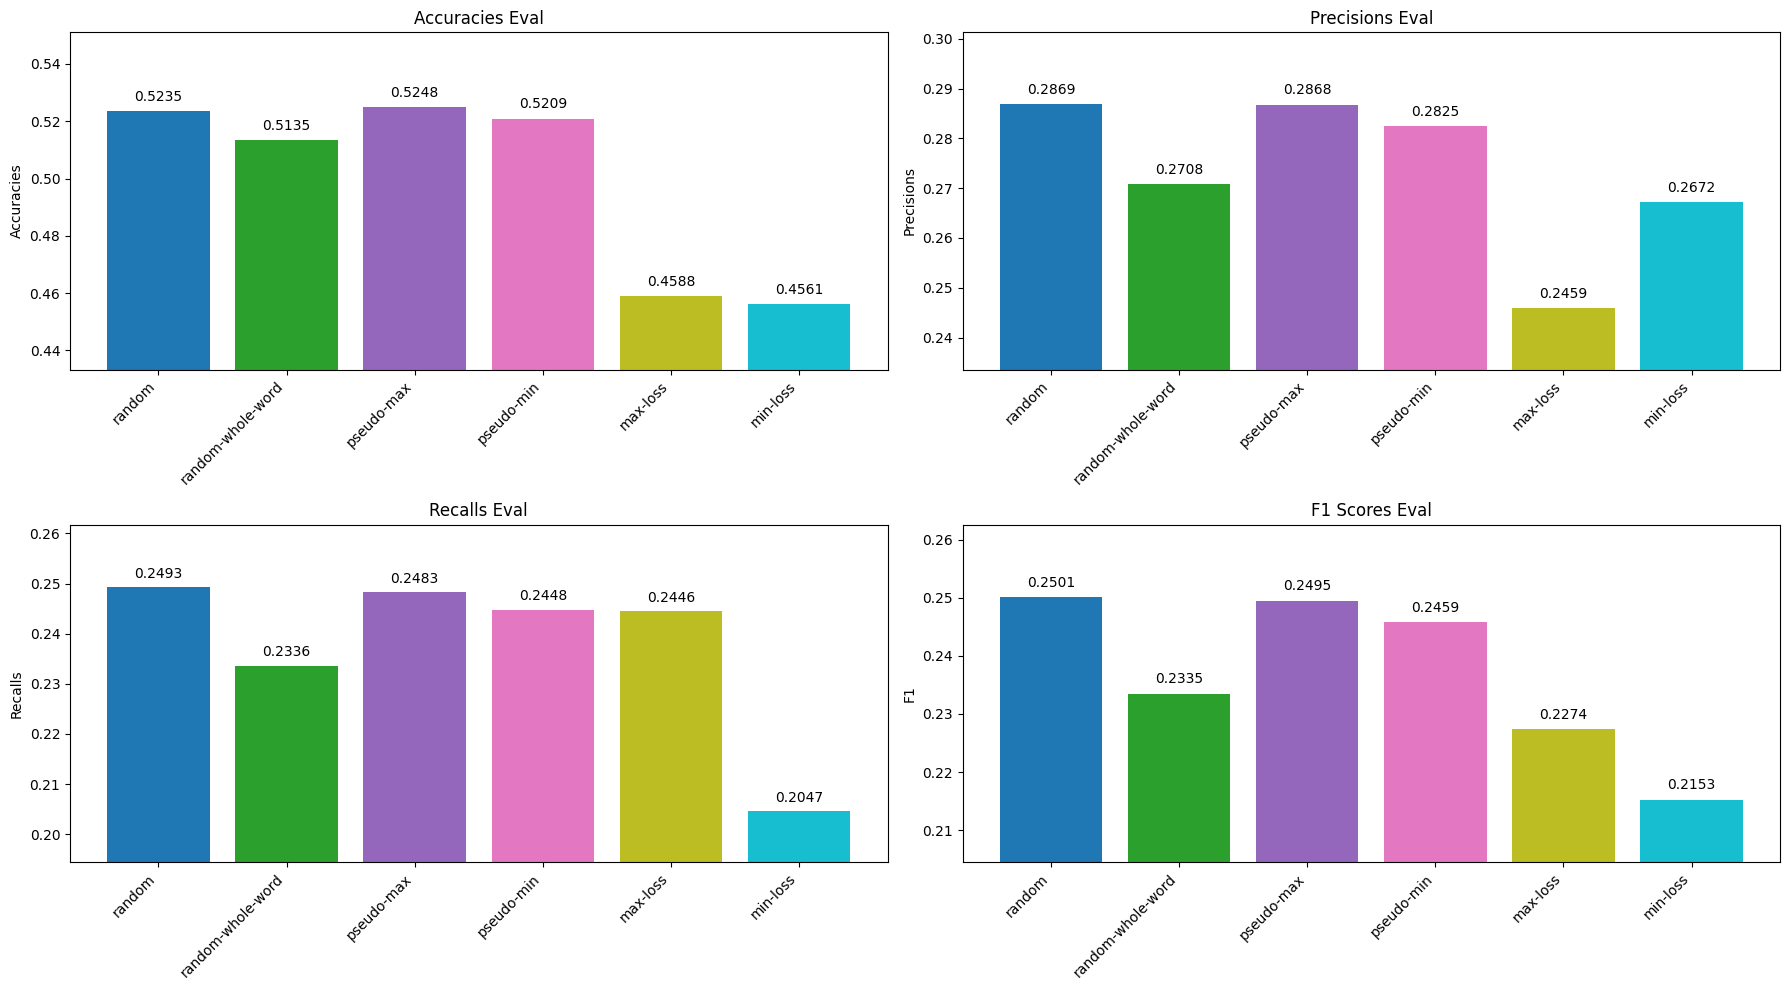 Accuracies Eval
Accuracies
0.54
0.52
0.50
0.48
0.46
0.44
0.5235
0.5135
0.5248
0.5209
0.4588
0.4561
random
random-whole-word
pseudo-max
pseudo-min
max-loss
min-loss
Precisions Eval
Precisions
0.30
0.29
0.28
0.27
0.26
0.25
0.24
0.2869
0.2708
0.2868
0.2825
0.2459
0.2672
random
random-whole-word
pseudo-max
pseudo-min
max-loss
min-loss
Recalls Eval
Recalls
0.26
0.25
0.24
0.23
0.22
0.21
0.20
0.2493
0.2336
0.2483
0.2448
0.2446
0.2047
random
random-whole-word
pseudo-max
pseudo-min
max-loss
min-loss
F1 Scores Eval
F1
0.26
0.25
0.24
0.23
0.22
0.21
0.2501
0.2335
0.2495
0.2459
0.2274
0.2153
random
random-whole-word
pseudo-max
pseudo-min
max-loss
min-loss